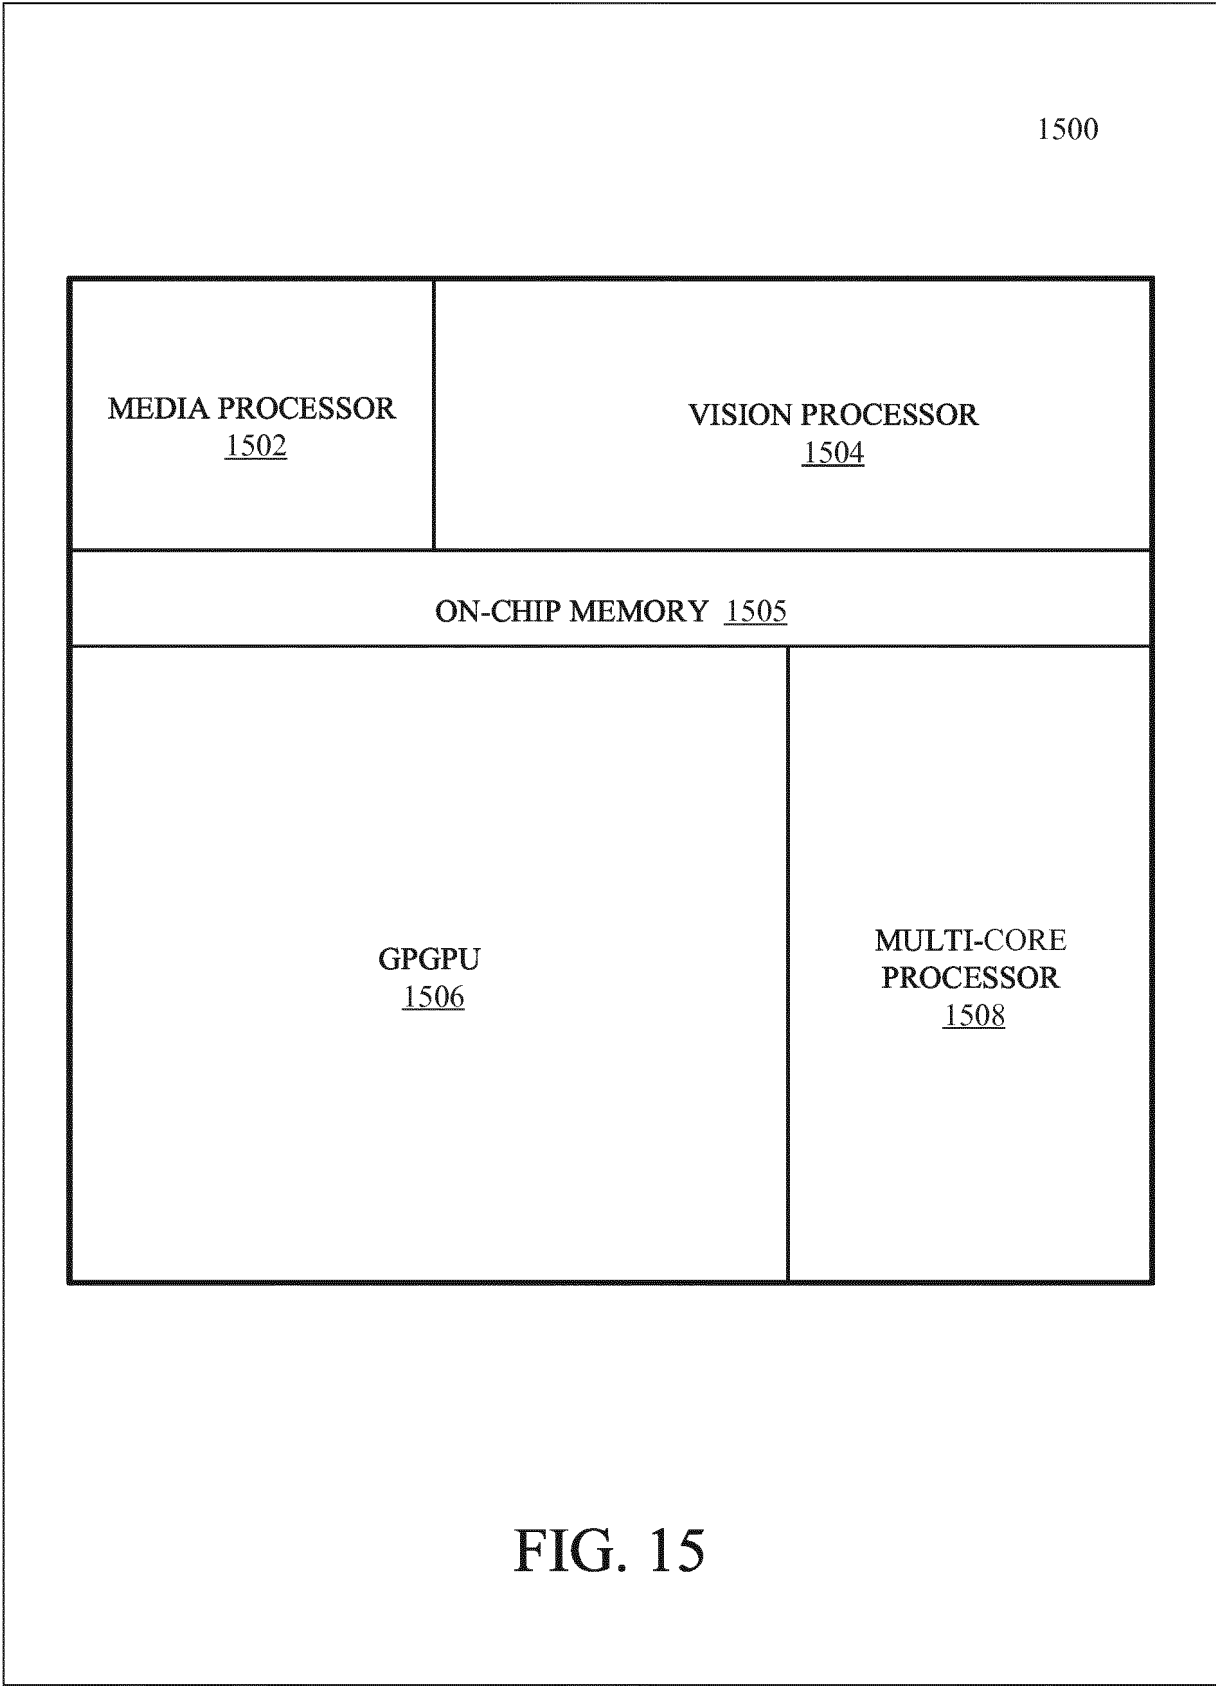 1500
MEDIA PROCESSOR
1502
VISION PROCESSOR
1504
ON-CHIP MEMORY 1505
GPGPU
1506
MULTI-CORE
PROCESSOR
1508
FIG. 15